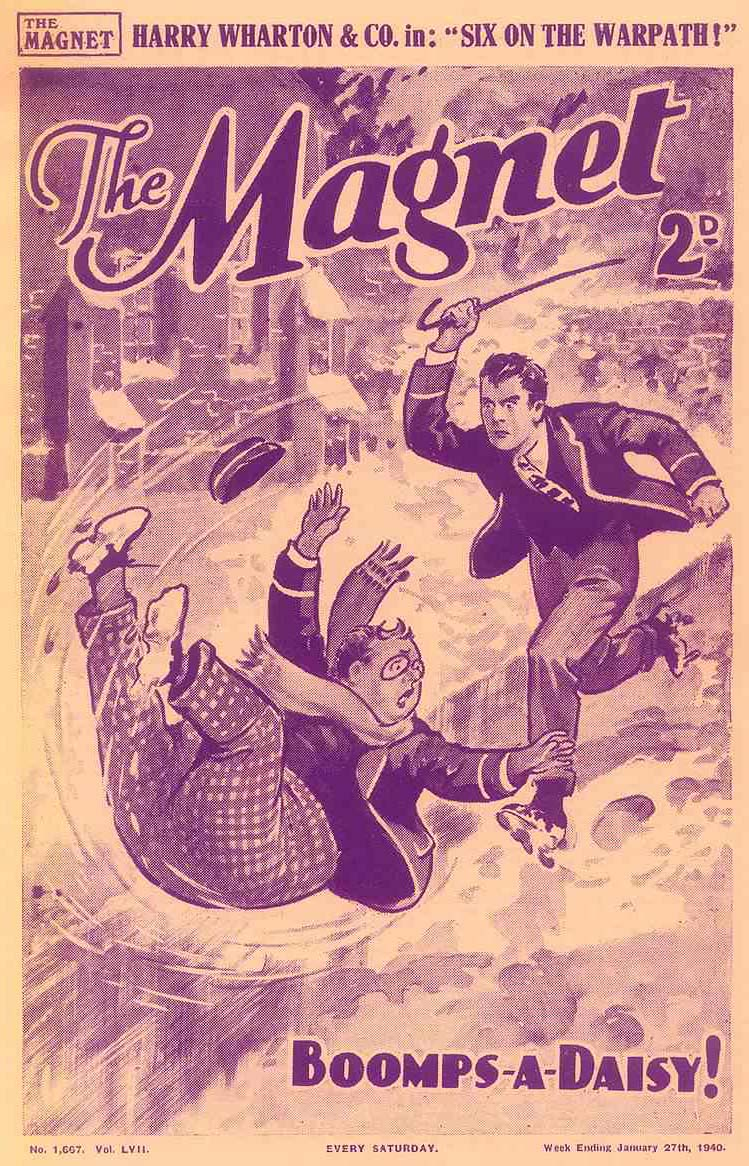 THE
MAGNET
HARRY WHARTON & CO. in: "SIX ON THE WARPATH!"
The Magnet
2D
BOOMPS-A-DAISY!
No. 1,667. Vol. LVII.
EVERY SATURDAY.
Week Ending January 27th, 1940.